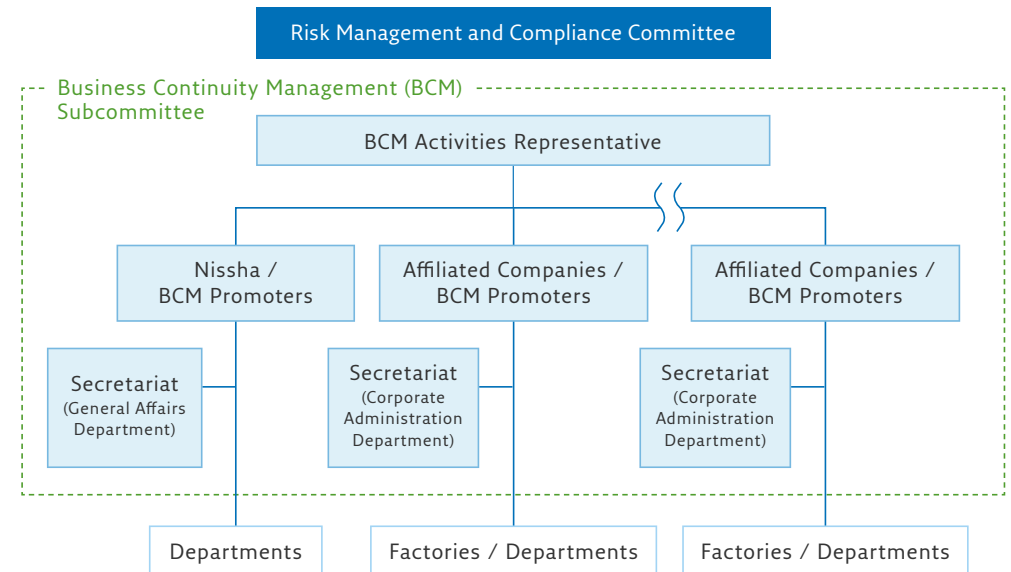 Risk Management and Compliance Committee
Business Continuity Management (BCM)
Subcommittee
BCM Activities Representative
Nissha /
BCM Promoters
Affiliated Companies /
BCM Promoters
Affiliated Companies /
BCM Promoters
Secretariat
(General Affairs
Department)
Secretariat
(Corporate
Administration
Department)
Secretariat
(Corporate
Administration
Department)
Departments
Factories / Departments
Factories / Departments